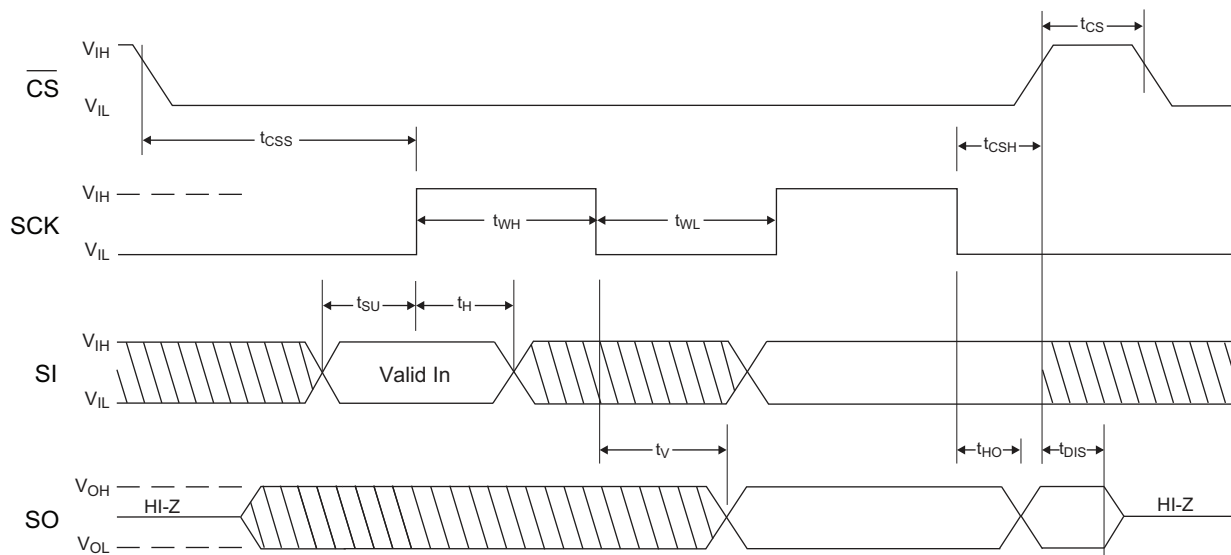 tCS
VIH
CS
VIL
tCSS
tCSH
VIH
SCK
tWH
tWL
VIL
tSU
tH
VIH
SI
Valid In
VIL
tV
tHO
tDIS
VOH
HI-Z
HI-Z
SO
VOL